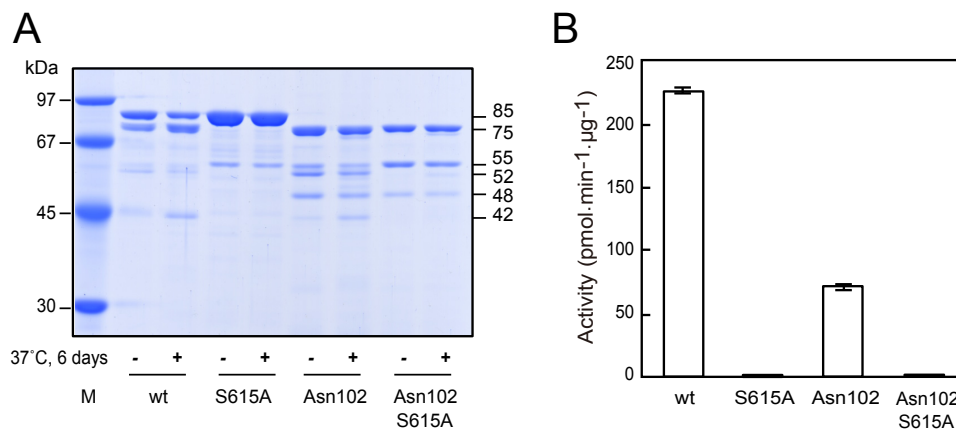 A
kDa
97
67
45
30
85
75
55
52
48
42
37˚C, 6 days - + - + - + - +
M wt S615A Asn102 Asn102
S615A
B
Activity (pmol·min-1.µg-1)
250
200
150
100
50
0
wt S615A Asn102 Asn102
S615A